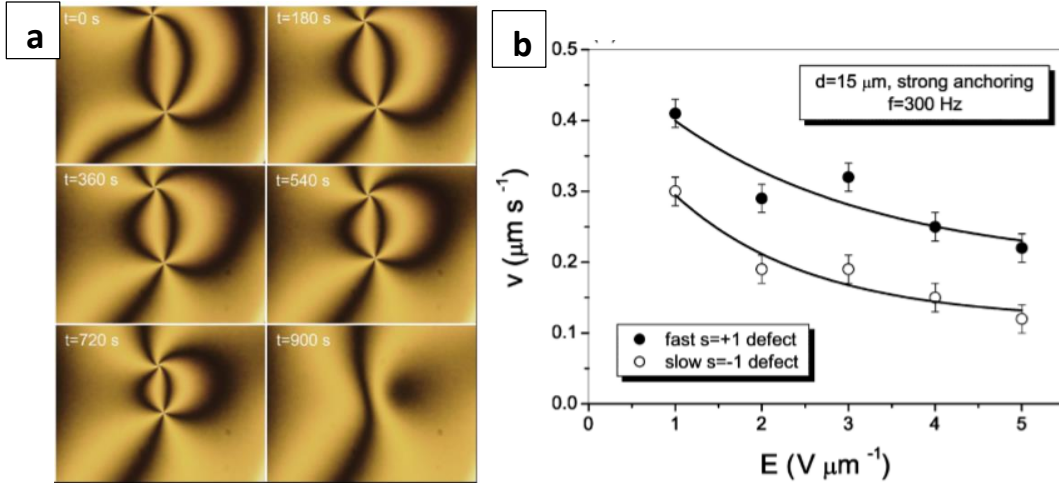 a
t=0 s
t=180 s
t=360 s
t=540 s
t=720 s
t=900 s
b
0.5
0.4
0.3
0.2
0.1
0.0
v (μm s⁻¹)
d=15 μm, strong anchoring
f=300 Hz
fast s=+1 defect
slow s=-1 defect
0
1
2
3
4
5
E (V μm⁻¹)